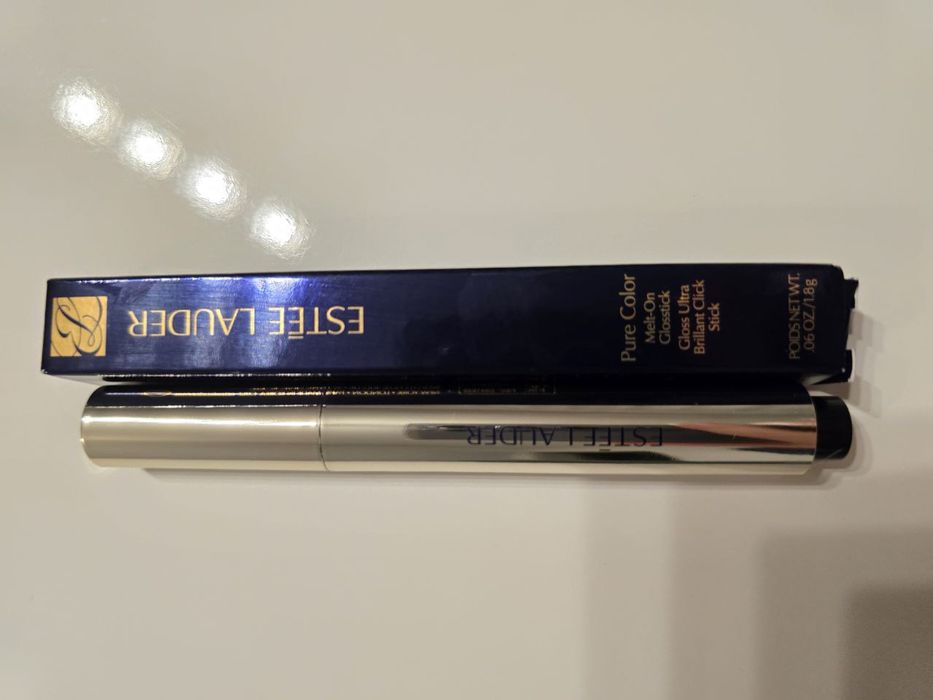 ESTĒE LAUDER
Pure Color
Melt-On
Glosstick
Gloss Ultra
Brillant Click
Stick
POIDS NET WT.
.06 OZ./1.8g
ESTĒE LAUDER